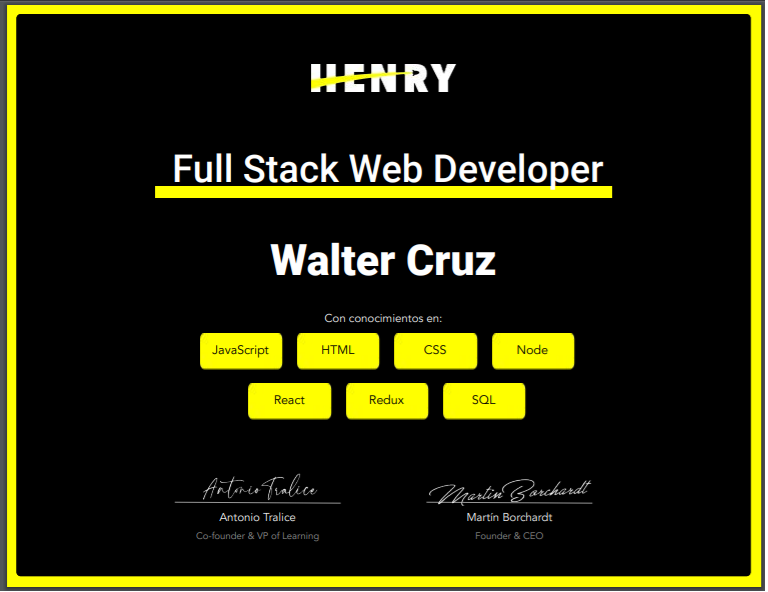 HENRY
Full Stack Web Developer
Walter Cruz
Con conocimientos en:
JavaScript HTML CSS Node
React Redux SQL
Antonio Tralice Martin Borchardt
Antonio Tralice Martín Borchardt
Co-founder & VP of Learning Founder & CEO